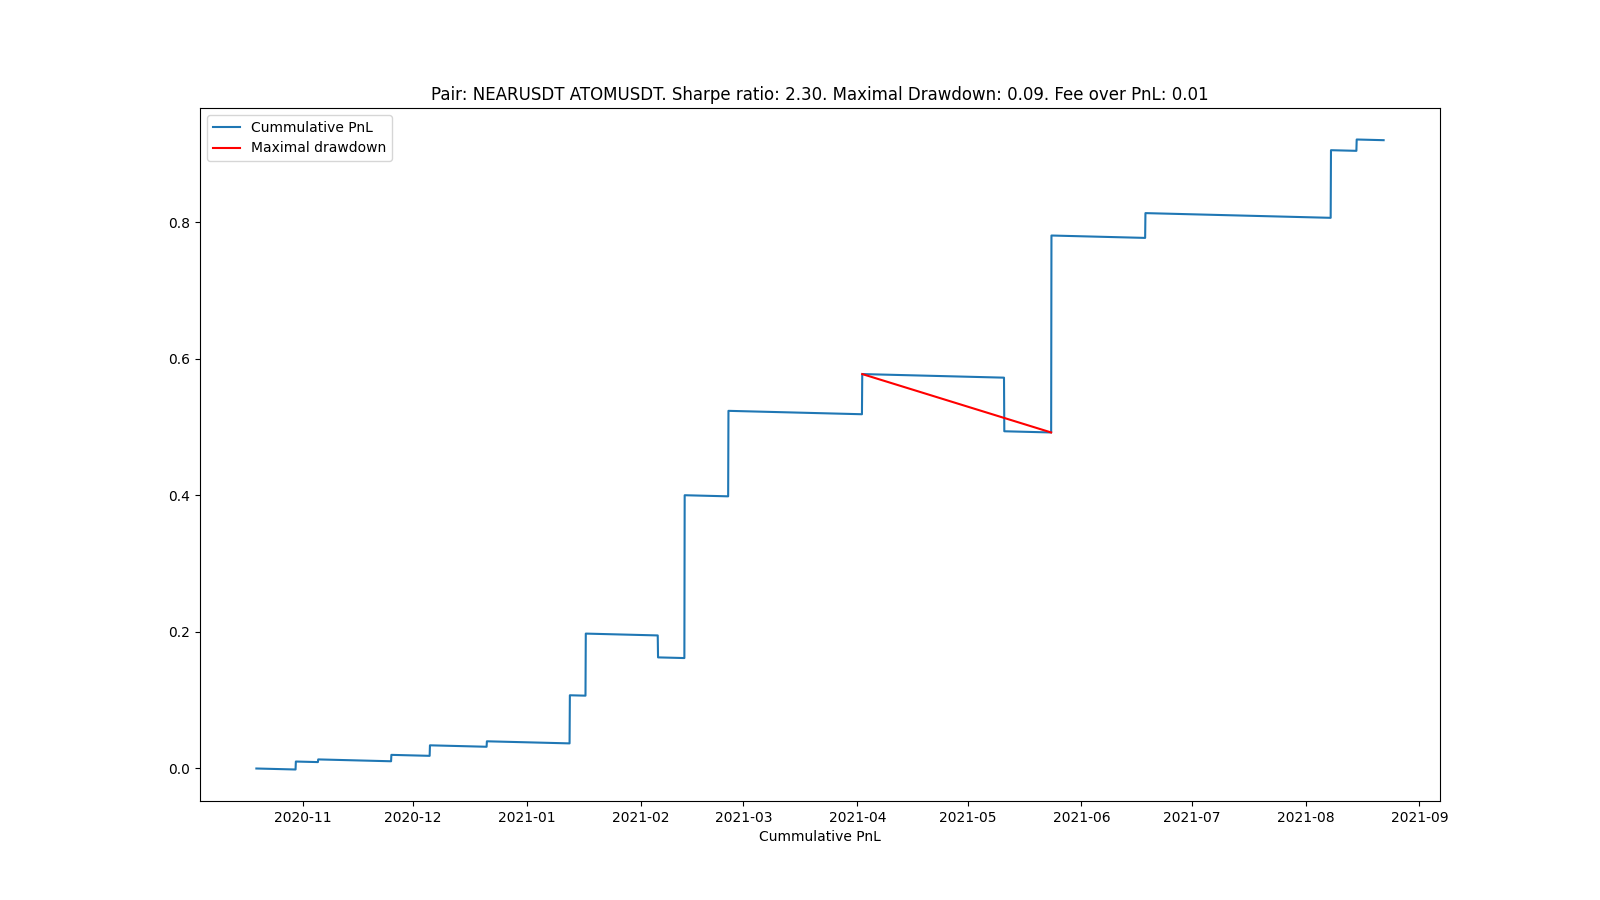 Pair: NEARUSDT ATOMUSDT. Sharpe ratio: 2.30. Maximal Drawdown: 0.09. Fee over PnL: 0.01
Cummulative PnL
Maximal drawdown
0.8
0.6
0.4
0.2
0.0
2020-11 2020-12 2021-01 2021-02 2021-03 2021-04 2021-05 2021-06 2021-07 2021-08 2021-09
Cummulative PnL